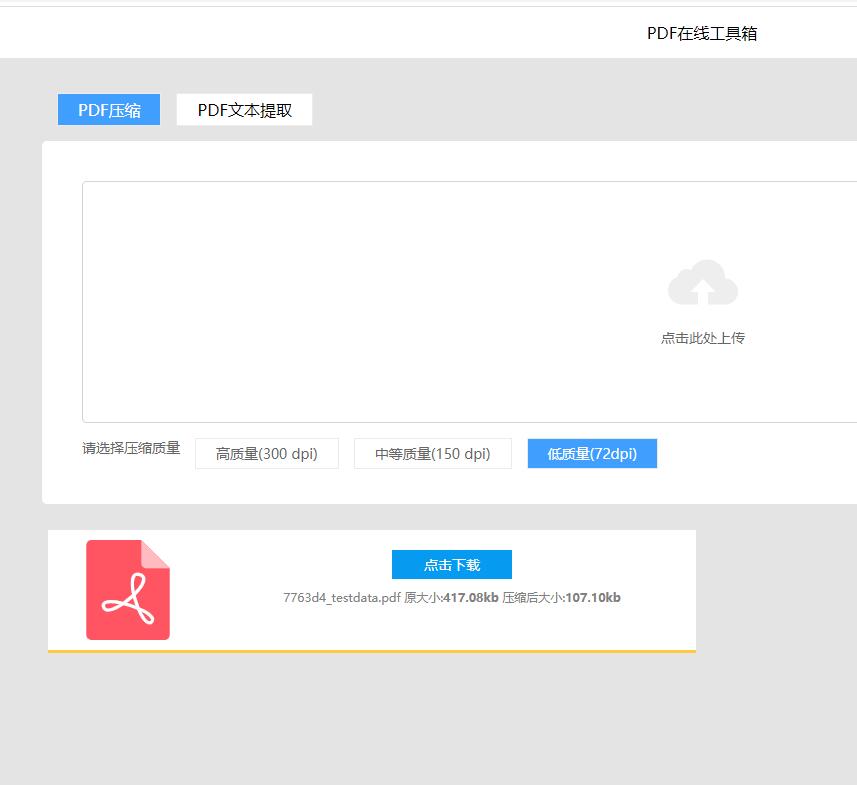 PDF在线工具箱
PDF压缩 PDF文本提取
点击此处上传
请选择压缩质量 高质量(300 dpi) 中等质量(150 dpi) 低质量(72dpi)
点击下载
7763d4_testdata.pdf 原大小:417.08kb 压缩后大小:107.10kb